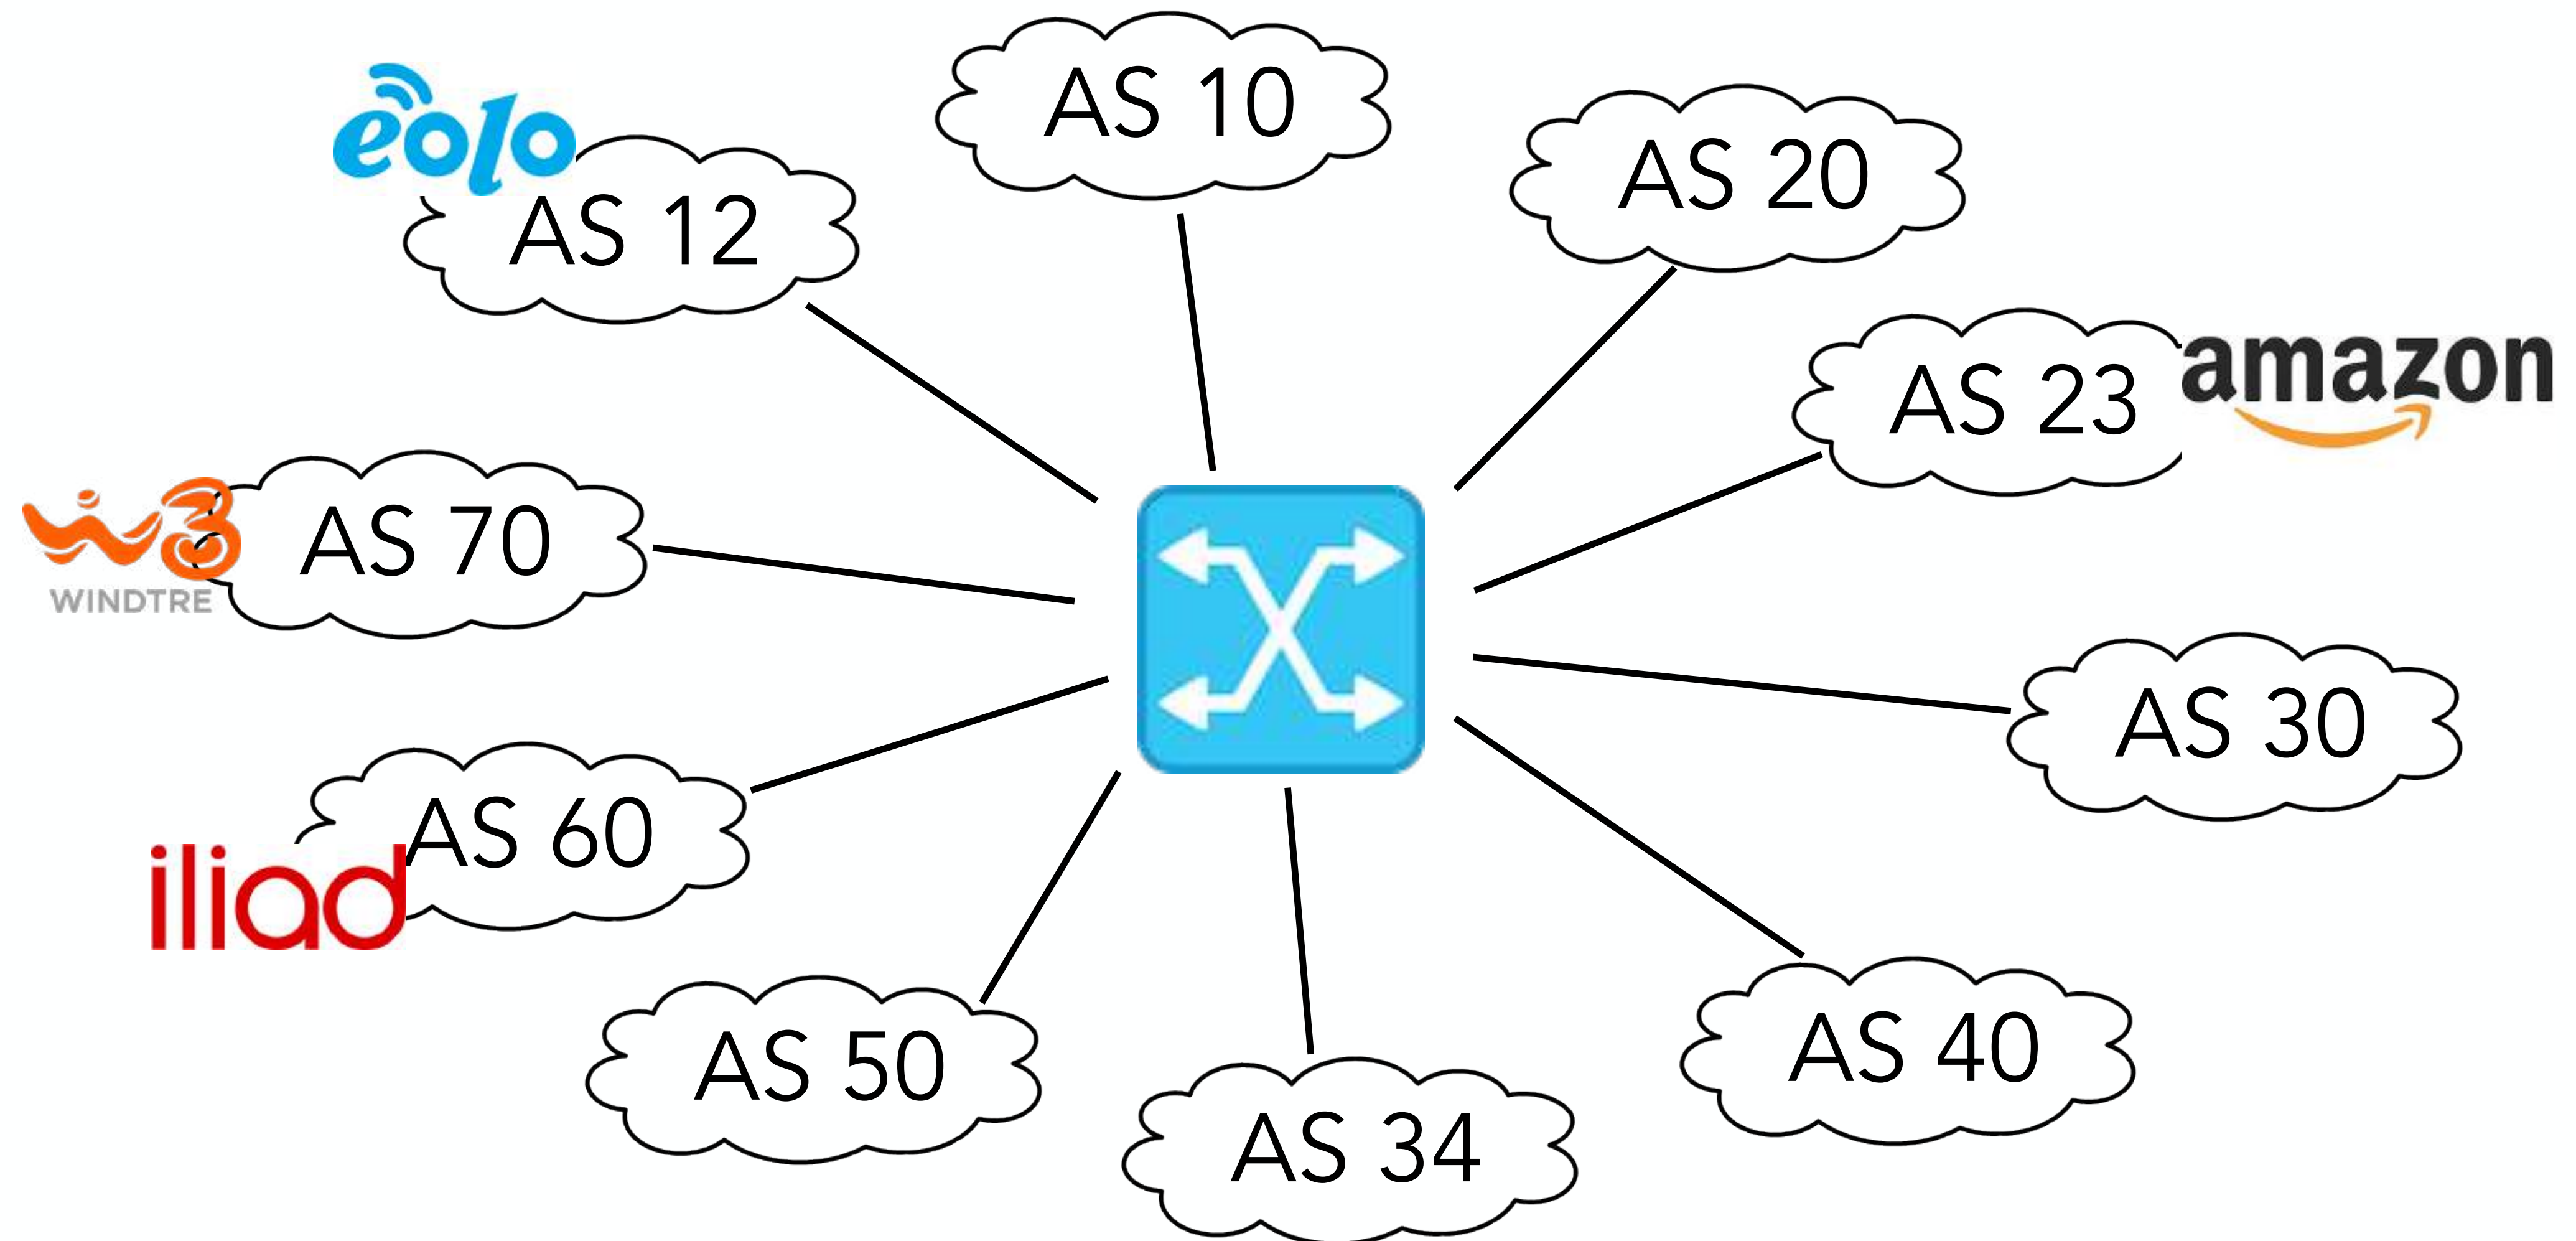 AS 10
eolo
AS 20
AS 12
amazon
AS 23
AS 70
WINDTRE
AS 30
AS 60
iliad
AS 40
AS 50
AS 34